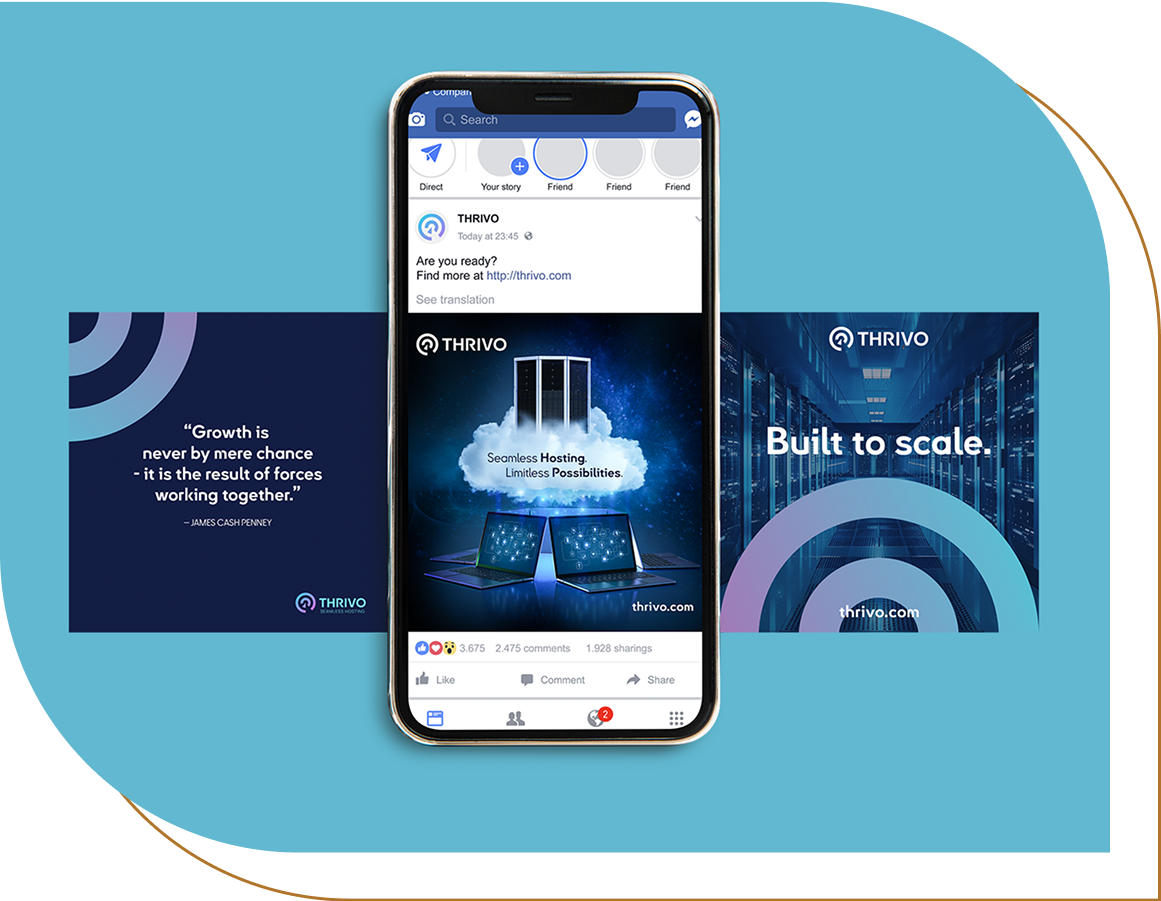 Compan
Search
Direct
Your story
Friend
Friend
Friend
THRIVO
Today at 23:45
Are you ready?
Find more at http://thrivo.com
See translation
THRIVO
Seamless Hosting.
Limitless Possibilities.
thrivo.com
3.675 2.475 comments 1.928 sharings
Like Comment Share
2
“Growth is
never by mere chance
- it is the result of forces
working together.”
– JAMES CASH PENNEY
THRIVO
SEAMLESS HOSTING
THRIVO
Built to scale.
thrivo.com